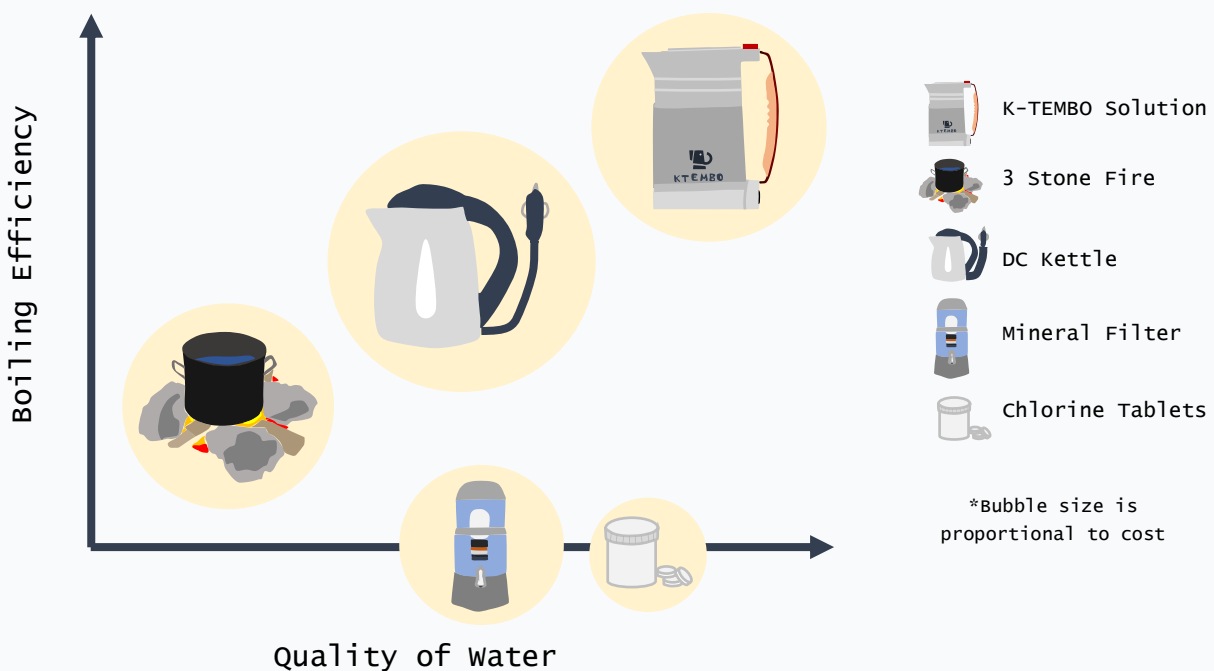 Boiling Efficiency
KTEMBO
Quality of Water
K-TEMBO Solution
3 Stone Fire
DC Kettle
Mineral Filter
Chlorine Tablets
*Bubble size is
proportional to cost